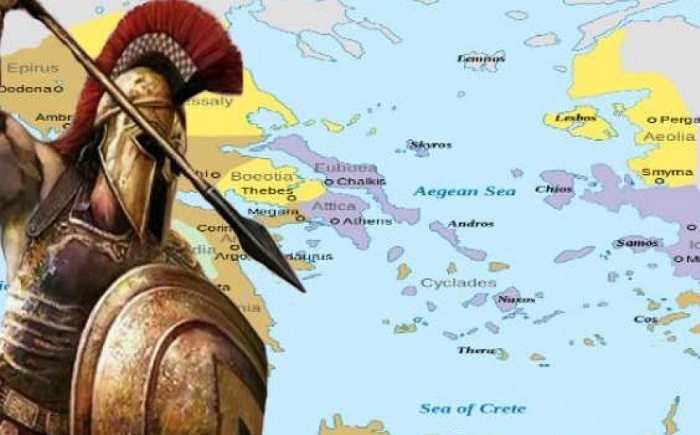 Epirus
Dodona
Ambr
ssaly
Lemnos
Lesbos
Perga
Aeolia
Smyrna
Skyros
Euboea
Chalkis
Boeotia
Thebes
Megara
Attica
Athens
Aegean Sea
Chios
Andros
Samos
Corin
Argo
Cyclades
Naxos
Cos
Thera
Sea of Crete